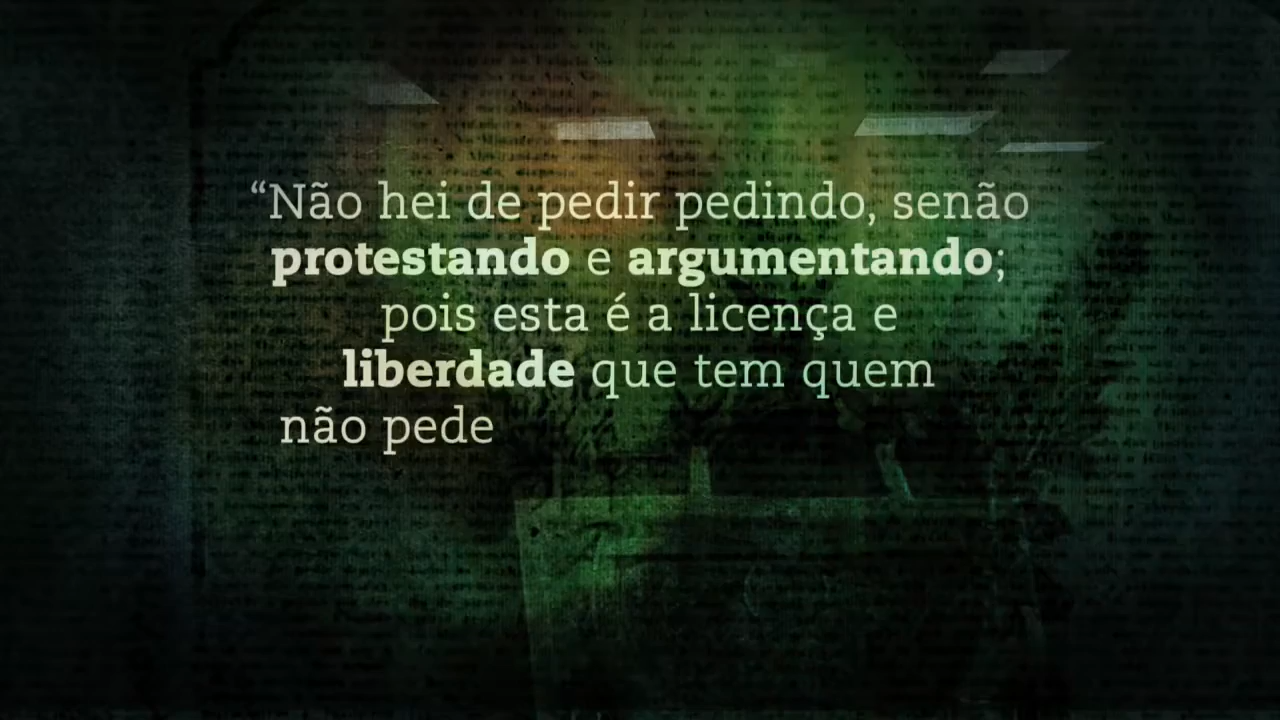 “Não hei de pedir pedindo, senão
protestando e argumentando;
pois esta é a licença e
liberdade que tem quem
não pede